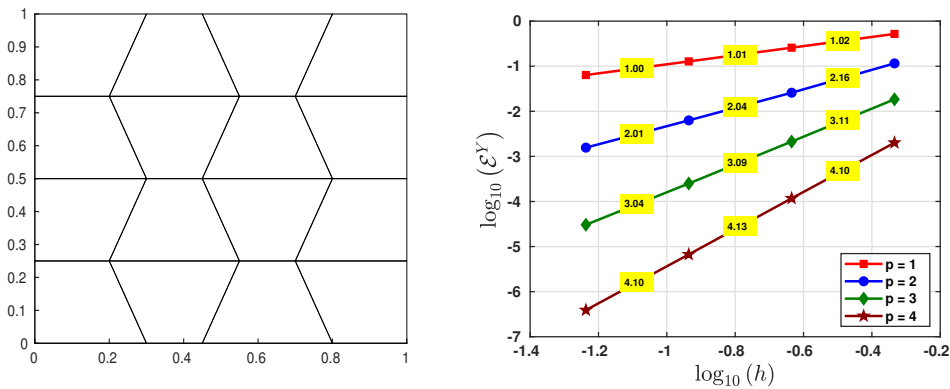 1
0.9
0.8
0.7
0.6
0.5
0.4
0.3
0.2
0.1
0
0 0.2 0.4 0.6 0.8 1
log₁₀ (ℰ^Y)
0
-1
-2
-3
-4
-5
-6
-7
1.00 1.01 1.02
2.01 2.04 2.16
3.04 3.09 3.11
4.10 4.13 4.10
p = 1
p = 2
p = 3
p = 4
-1.4 -1.2 -1 -0.8 -0.6 -0.4 -0.2
log₁₀ (h)